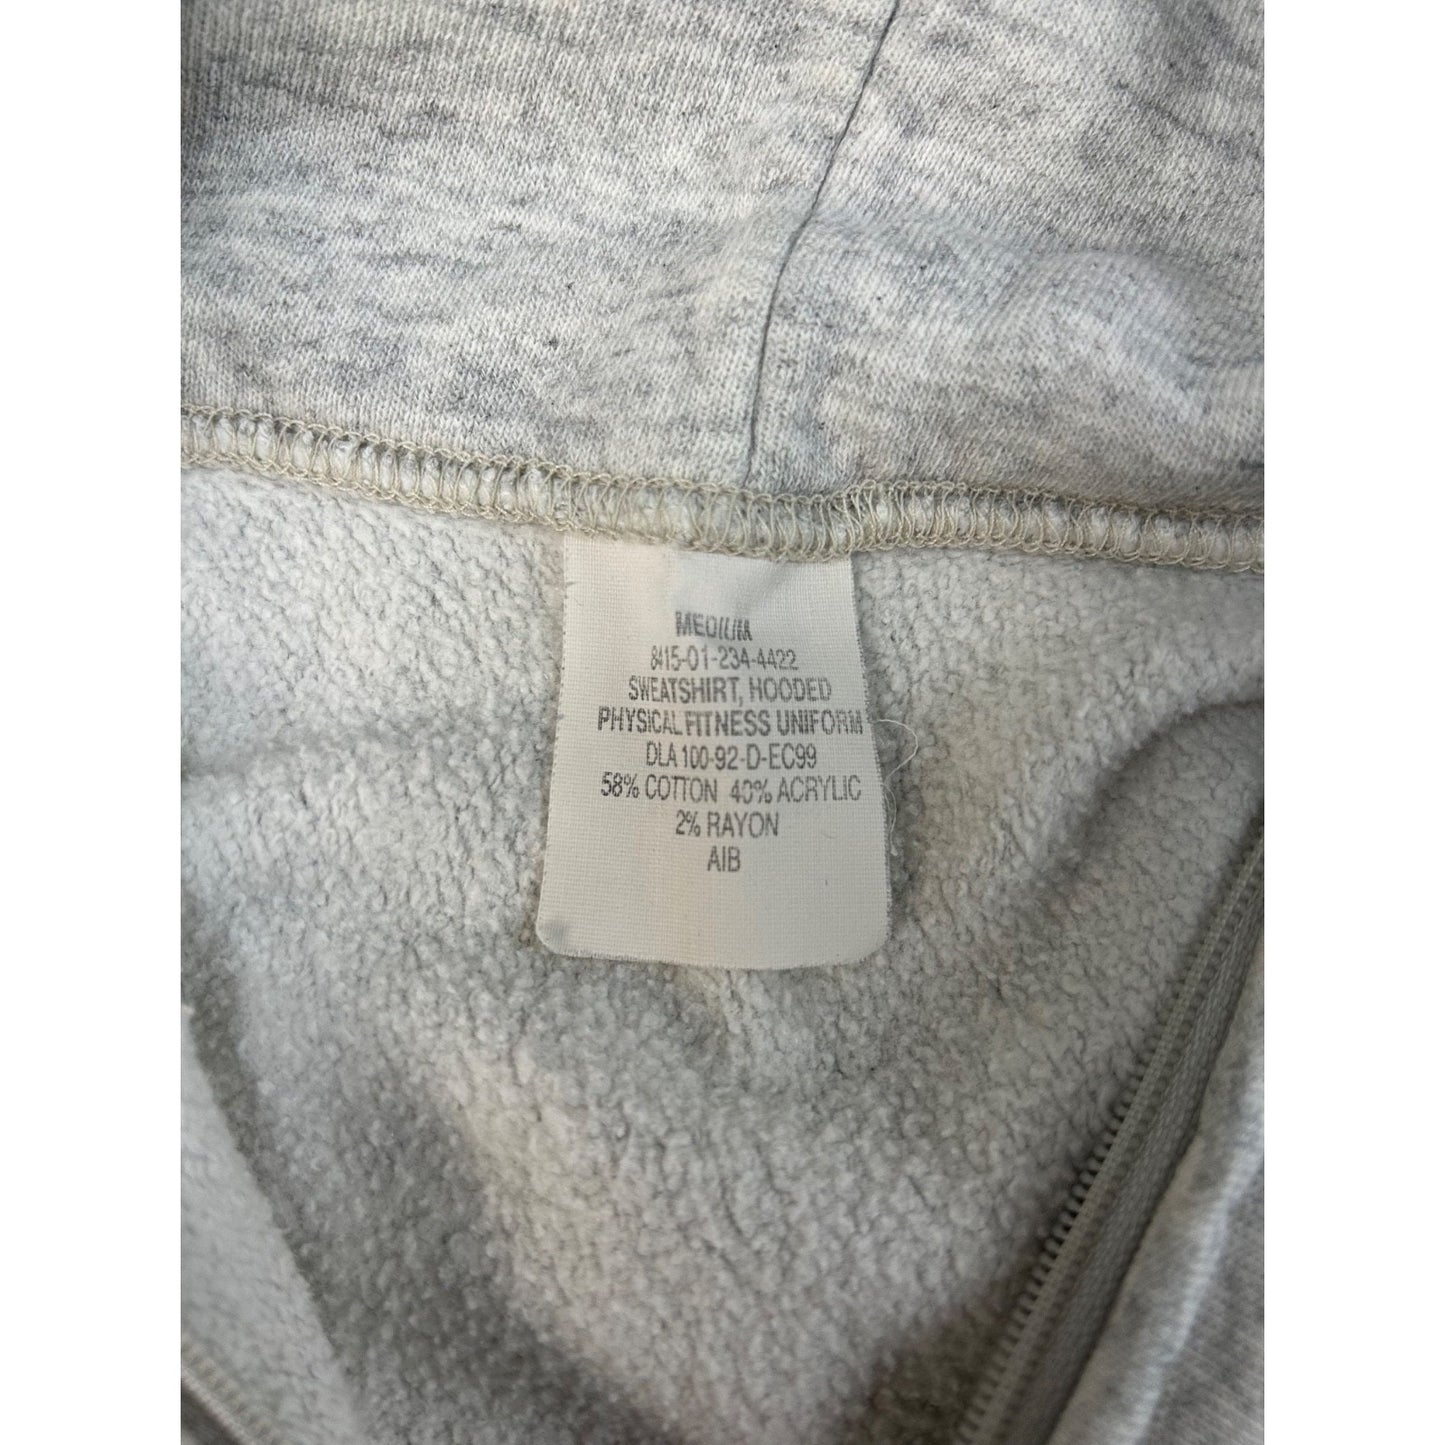 MEDIUM
8415-01-234-4422
SWEATSHIRT, HOODED
PHYSICAL FITNESS UNIFORM
DLA 100-92-D-EC99
58% COTTON 40% ACRYLIC
2% RAYON
AIB